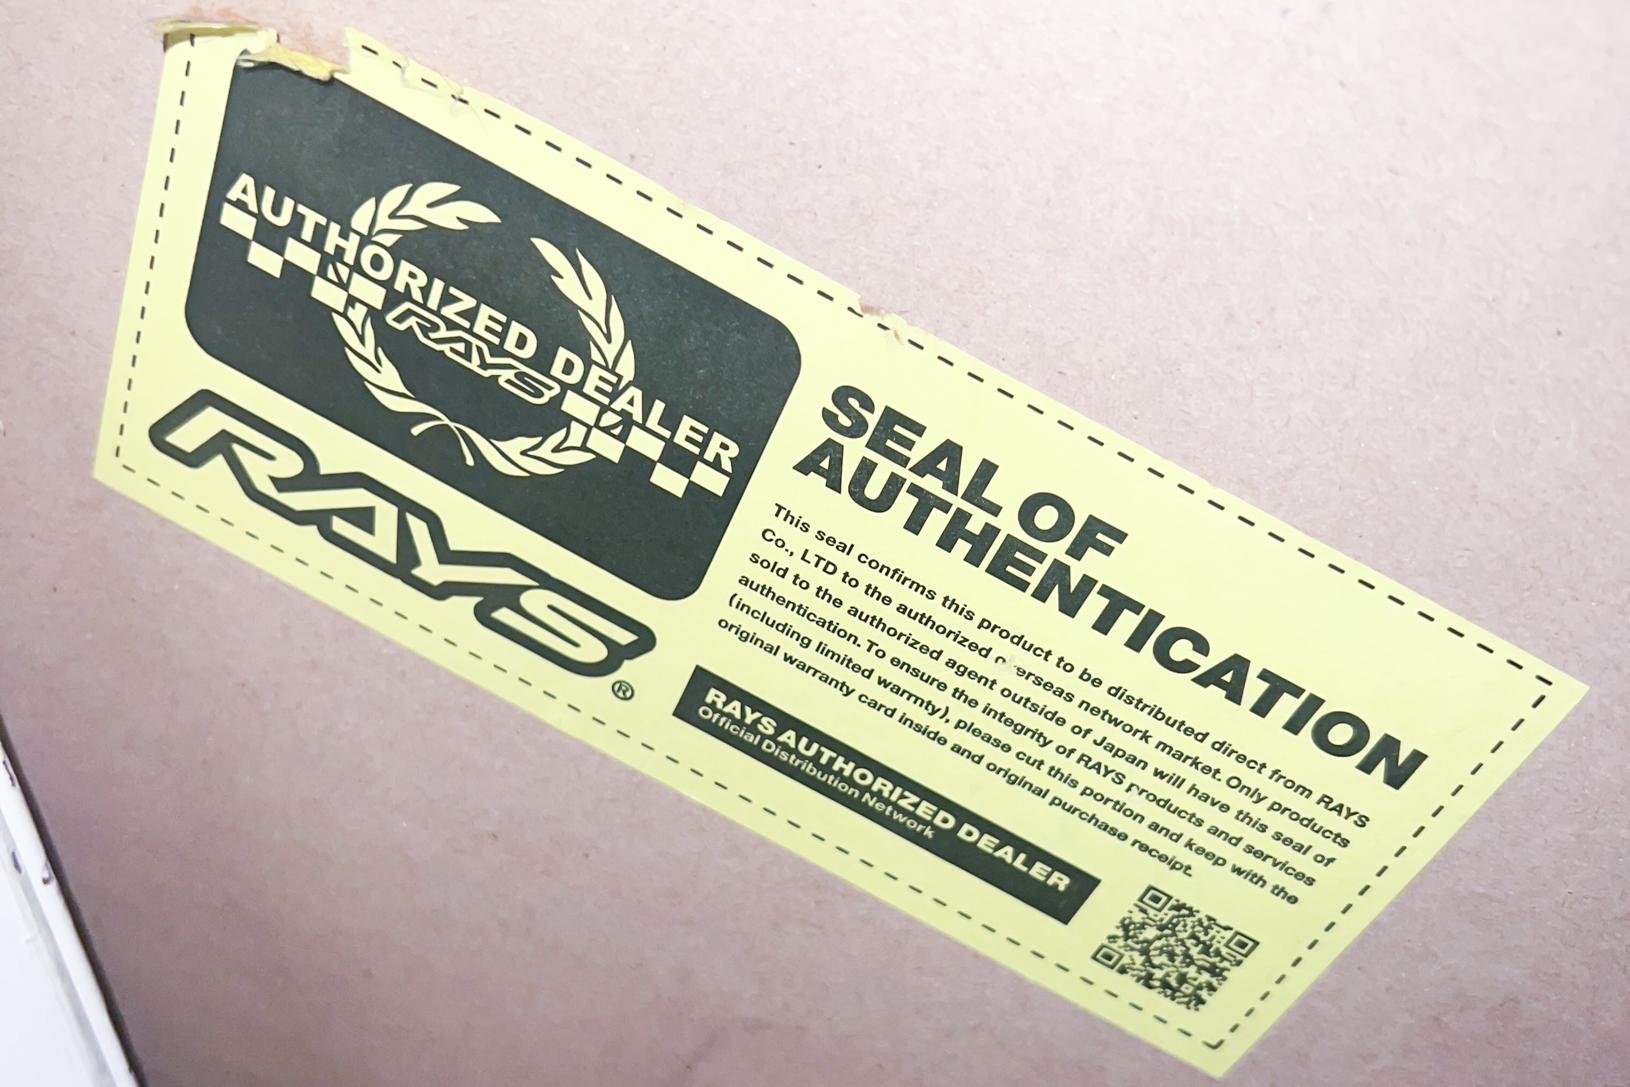 AUTHORIZED DEALER
RAYS
RAYS®
SEAL OF
AUTHENTICATION
This seal confirms this product to be distributed direct from RAYS
Co., LTD to the authorized overseas network market. Only products
sold to the authorized agent outside of Japan will have this seal of
authentication. To ensure the integrity of RAYS products and services
(including limited warrnty), please cut this portion and keep with the
original warranty card inside and original purchase receipt.
RAYS AUTHORIZED DEALER
Official Distribution Network